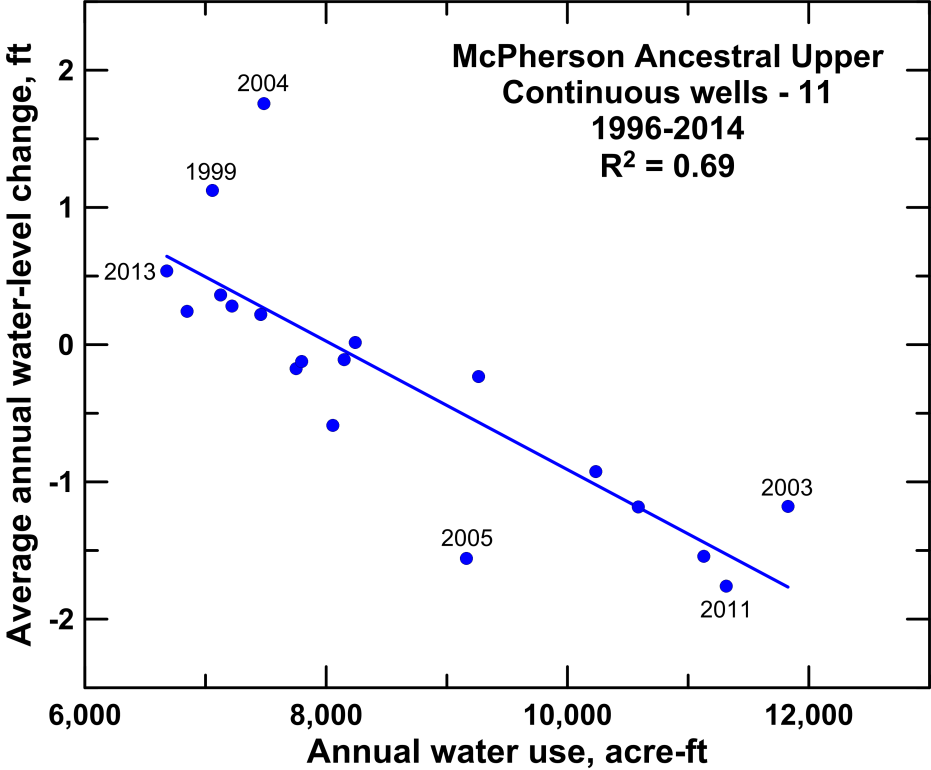 McPherson Ancestral Upper
Continuous wells - 11
1996-2014
R² = 0.69
Average annual water-level change, ft
2
1
0
-1
-2
2004
1999
2013
2005
2003
2011
6,000 8,000 10,000 12,000
Annual water use, acre-ft